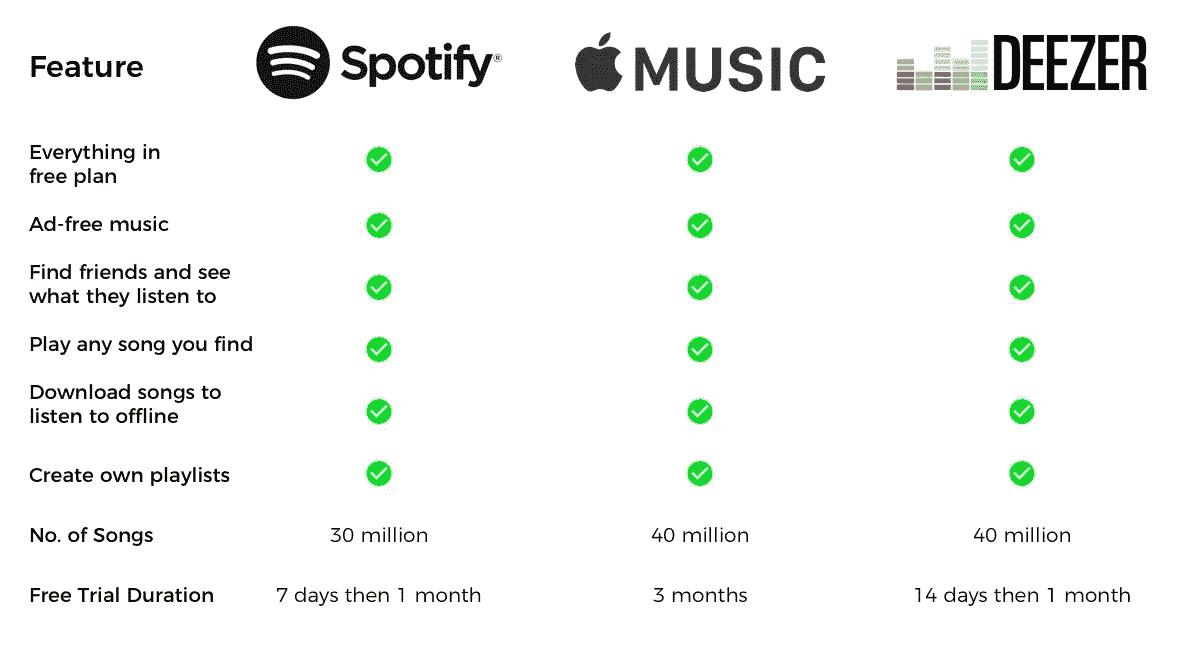 Feature Spotify® MUSIC DEEZER
Everything in
free plan
Ad-free music
Find friends and see
what they listen to
Play any song you find
Download songs to
listen to offline
Create own playlists
No. of Songs 30 million 40 million 40 million
Free Trial Duration 7 days then 1 month 3 months 14 days then 1 month